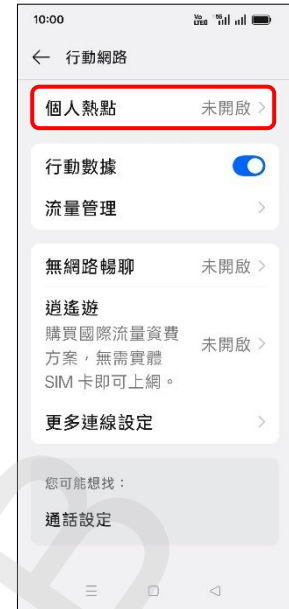 10:00
← 行動網路
個人熱點 未開啟 >
行動數據
流量管理 >
無網路暢聊 未開啟 >
逍遙遊
購買國際流量資費
方案，無需實體 未開啟 >
SIM 卡即可上網。
更多連線設定 >
您可能想找：
通話設定